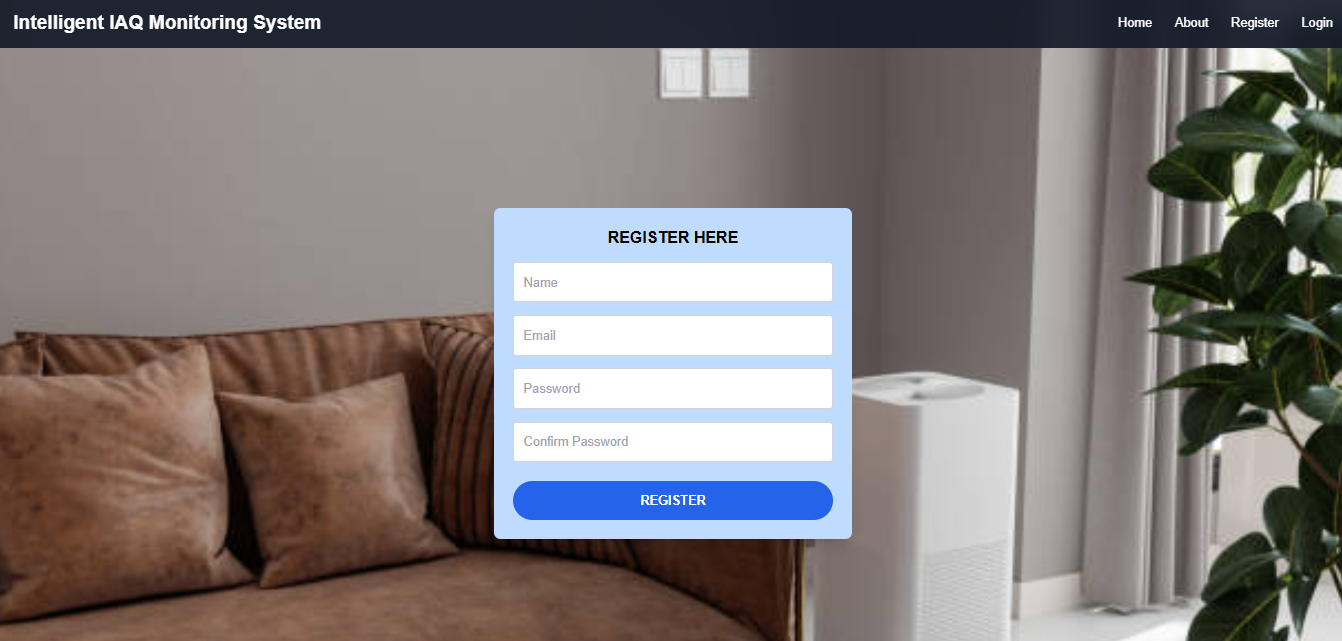 Intelligent IAQ Monitoring System
Home About Register Login
REGISTER HERE
Name
Email
Password
Confirm Password
REGISTER